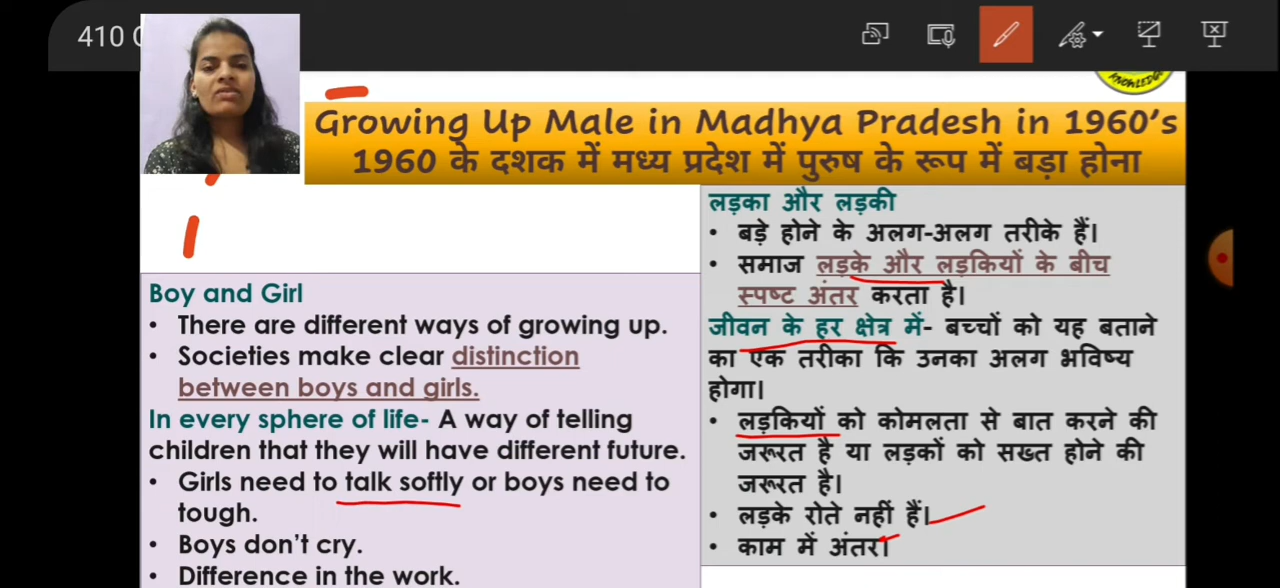 410
KNOWLEDGE
Growing Up Male in Madhya Pradesh in 1960's
1960 के दशक में मध्य प्रदेश में पुरुष के रूप में बड़ा होना
Boy and Girl
• There are different ways of growing up.
• Societies make clear distinction
between boys and girls.
In every sphere of life- A way of telling
children that they will have different future.
• Girls need to talk softly or boys need to
tough.
• Boys don't cry.
• Difference in the work.
लड़का और लड़की
• बड़े होने के अलग-अलग तरीके हैं।
• समाज लड़के और लड़कियों के बीच
स्पष्ट अंतर करता है।
जीवन के हर क्षेत्र में- बच्चों को यह बताने
का एक तरीका कि उनका अलग भविष्य
होगा।
• लड़कियों को कोमलता से बात करने की
जरूरत है या लड़कों को सख्त होने की
जरूरत है।
• लड़के रोते नहीं हैं।
• काम में अंतर।